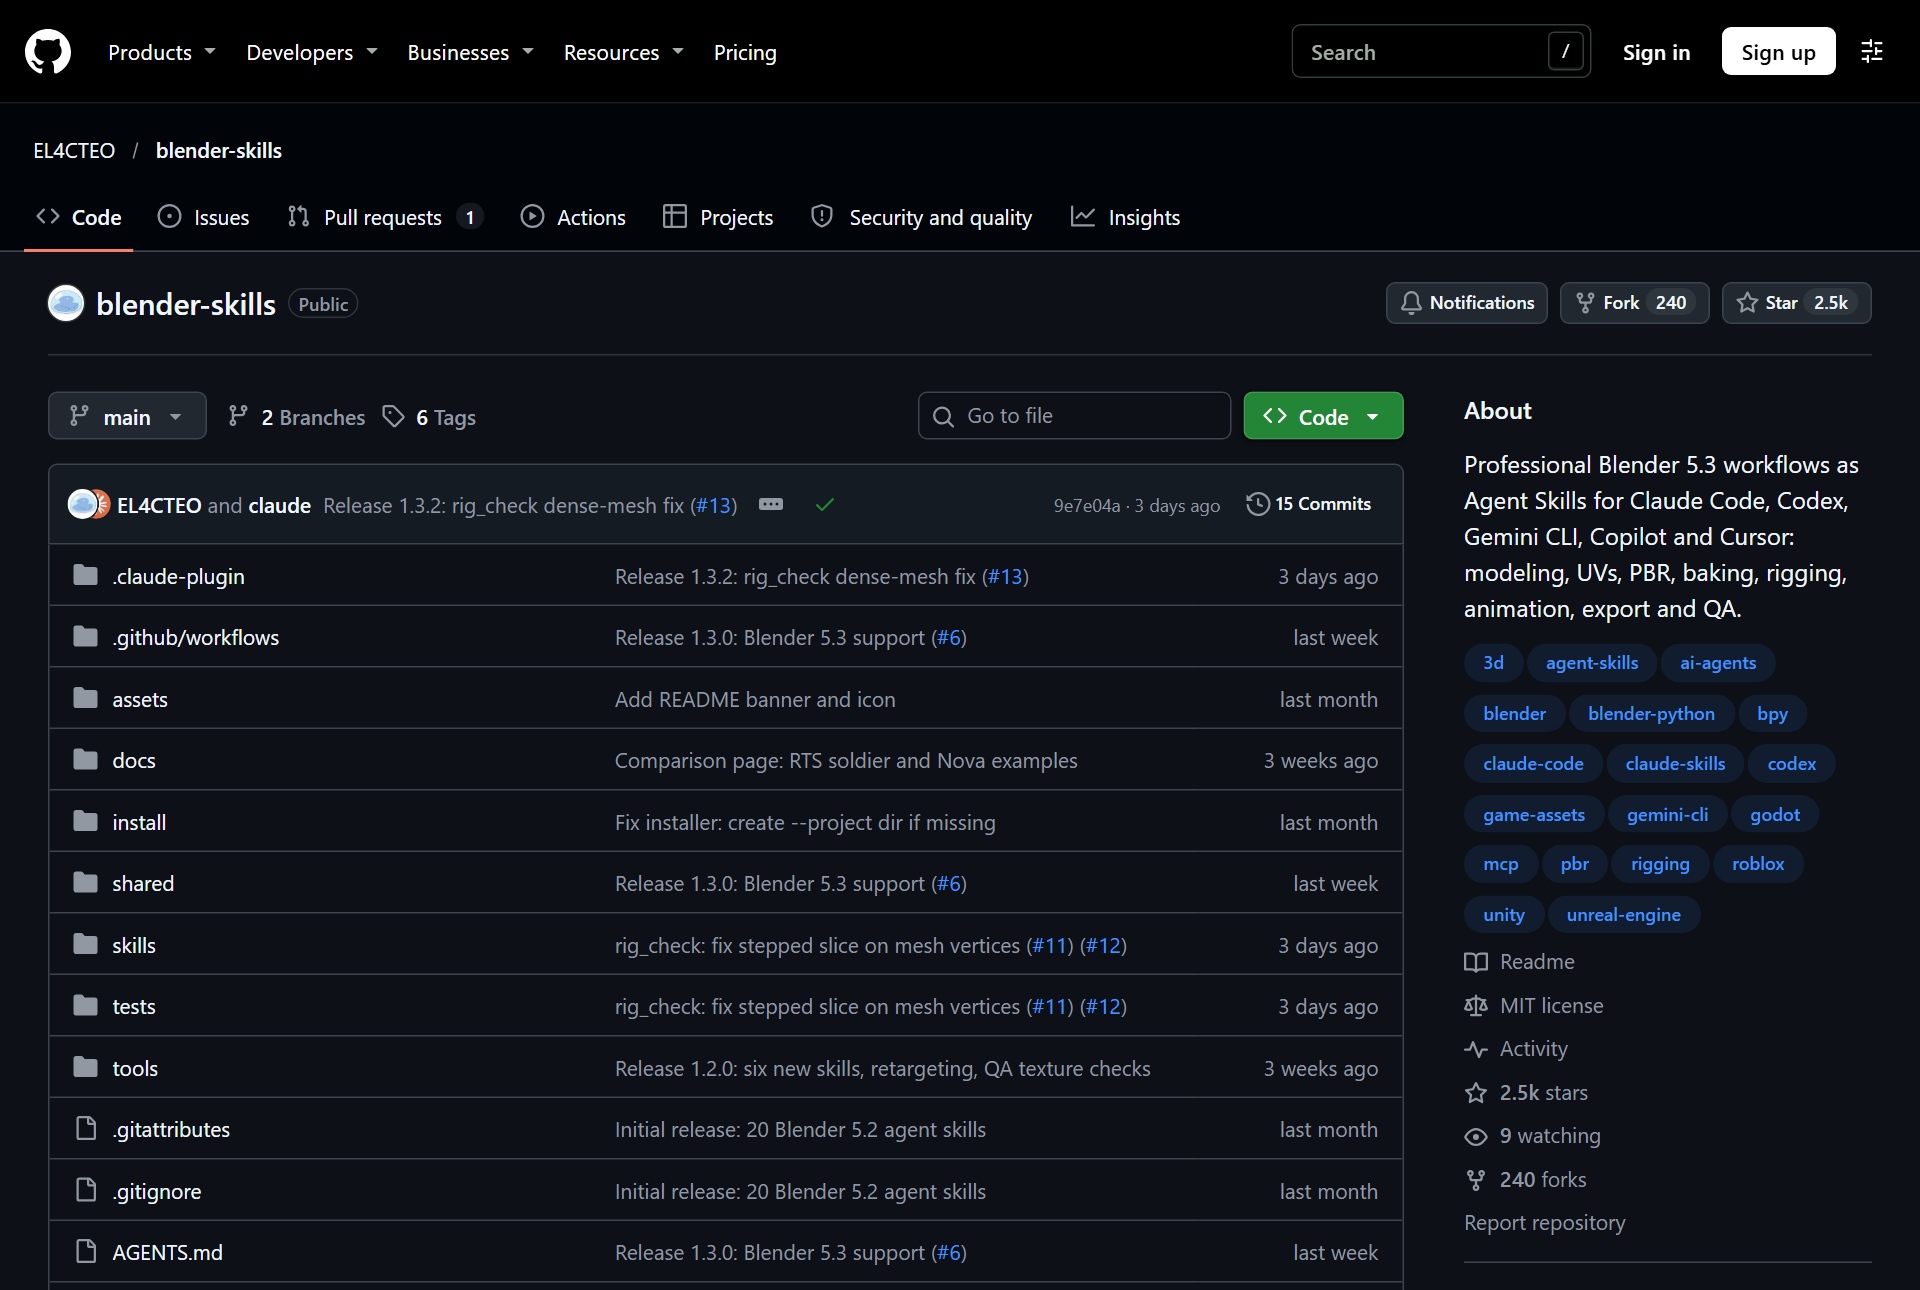 Products Developers Businesses Resources Pricing Search / Sign in Sign up
EL4CTEO / blender-skills
Code Issues Pull requests 1 Actions Projects Security and quality Insights
blender-skills Public Notifications Fork 240 Star 2.5k
main 2 Branches 6 Tags Go to file Code
EL4CTEO and claude Release 1.3.2: rig_check dense-mesh fix (#13) 9e7e04a · 3 days ago 15 Commits
.claude-plugin Release 1.3.2: rig_check dense-mesh fix (#13) 3 days ago
.github/workflows Release 1.3.0: Blender 5.3 support (#6) last week
assets Add README banner and icon last month
docs Comparison page: RTS soldier and Nova examples 3 weeks ago
install Fix installer: create --project dir if missing last month
shared Release 1.3.0: Blender 5.3 support (#6) last week
skills rig_check: fix stepped slice on mesh vertices (#11) (#12) 3 days ago
tests rig_check: fix stepped slice on mesh vertices (#11) (#12) 3 days ago
tools Release 1.2.0: six new skills, retargeting, QA texture checks 3 weeks ago
.gitattributes Initial release: 20 Blender 5.2 agent skills last month
.gitignore Initial release: 20 Blender 5.2 agent skills last month
AGENTS.md Release 1.3.0: Blender 5.3 support (#6) last week
About
Professional Blender 5.3 workflows as
Agent Skills for Claude Code, Codex,
Gemini CLI, Copilot and Cursor:
modeling, UVs, PBR, baking, rigging,
animation, export and QA.
3d agent-skills ai-agents
blender blender-python bpy
claude-code claude-skills codex
game-assets gemini-cli godot
mcp pbr rigging roblox
unity unreal-engine
Readme
MIT license
Activity
2.5k stars
9 watching
240 forks
Report repository